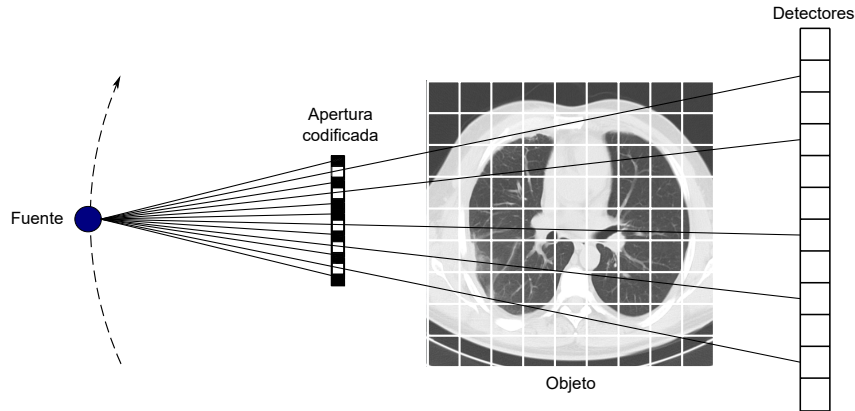 Detectores
Apertura
codificada
Fuente
Objeto